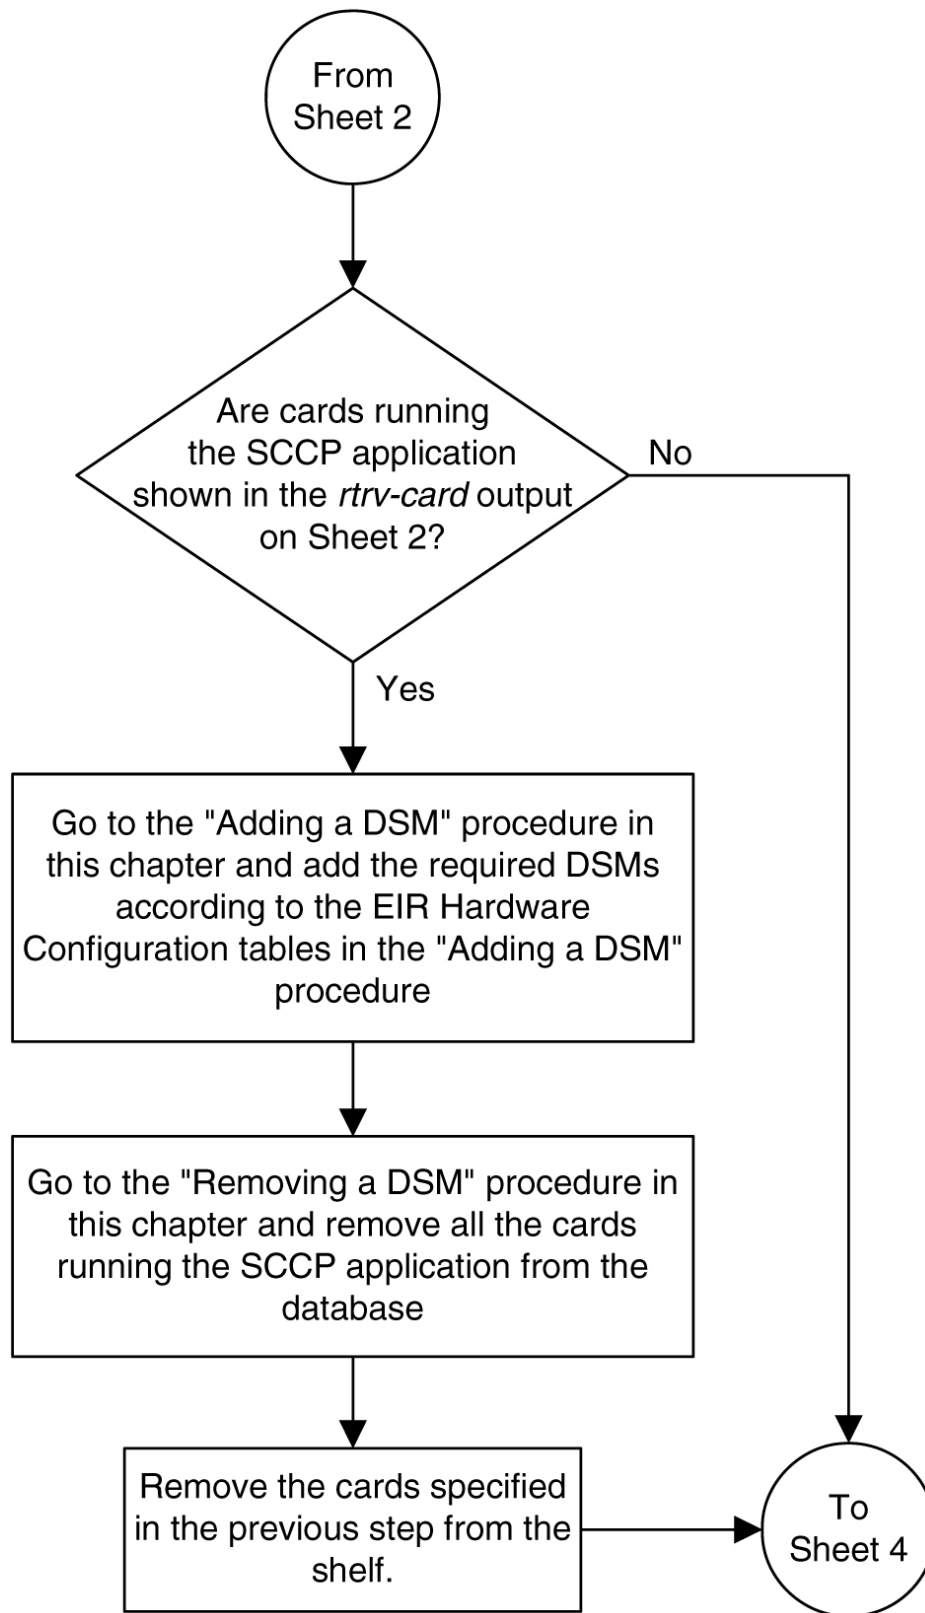 From
Sheet 2
Are cards running
the SCCP application
shown in the rtrv-card output
on Sheet 2?
No
Yes
Go to the "Adding a DSM" procedure in
this chapter and add the required DSMs
according to the EIR Hardware
Configuration tables in the "Adding a DSM"
procedure
Go to the "Removing a DSM" procedure in
this chapter and remove all the cards
running the SCCP application from the
database
Remove the cards specified
in the previous step from the
shelf.
To
Sheet 4